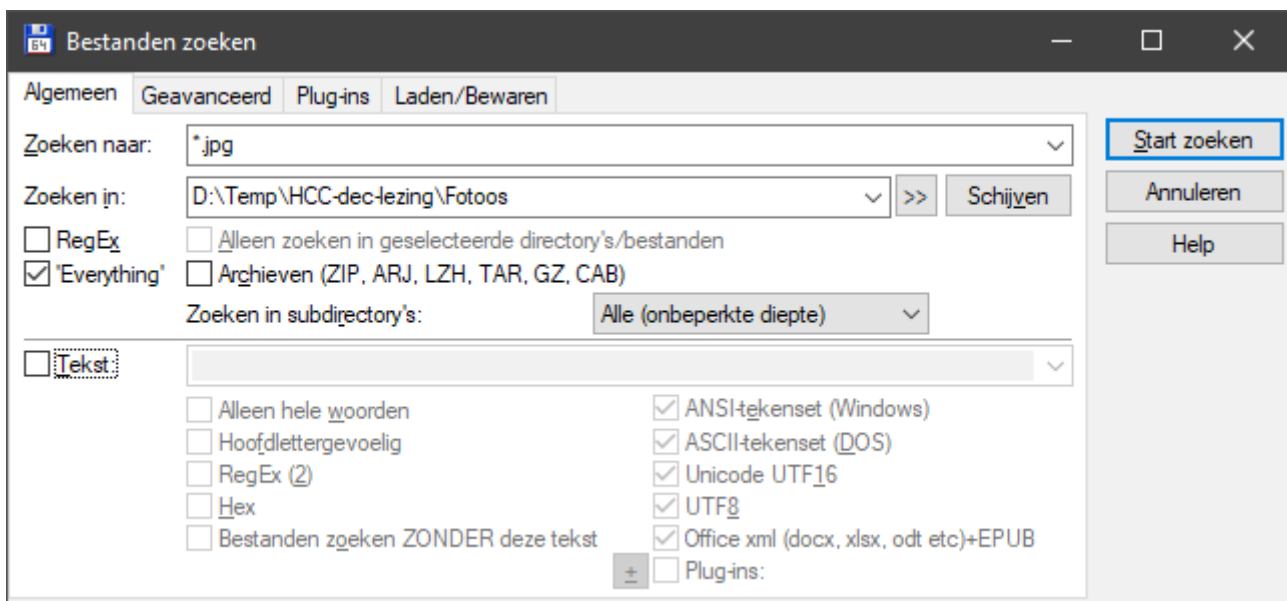 64 Bestanden zoeken
Algemeen Geavanceerd Plug-ins Laden/Bewaren
Zoeken naar: *.jpg Start zoeken
Zoeken in: D:\Temp\HCC-dec-lezing\Fotoos >> Schijven Annuleren
RegEx Alleen zoeken in geselecteerde directory's/bestanden Help
"Everything" Archieven (ZIP, ARJ, LZH, TAR, GZ, CAB)
Zoeken in subdirectory's: Alle (onbeperkte diepte)
Tekst:
Alleen hele woorden ANSI-tekenset (Windows)
Hoofdlettergevoelig ASCII-tekenset (DOS)
RegEx (2) Unicode UTF16
Hex UTF8
Bestanden zoeken ZONDER deze tekst Office xml (docx, xlsx, odt etc)+EPUB
± Plug-ins: